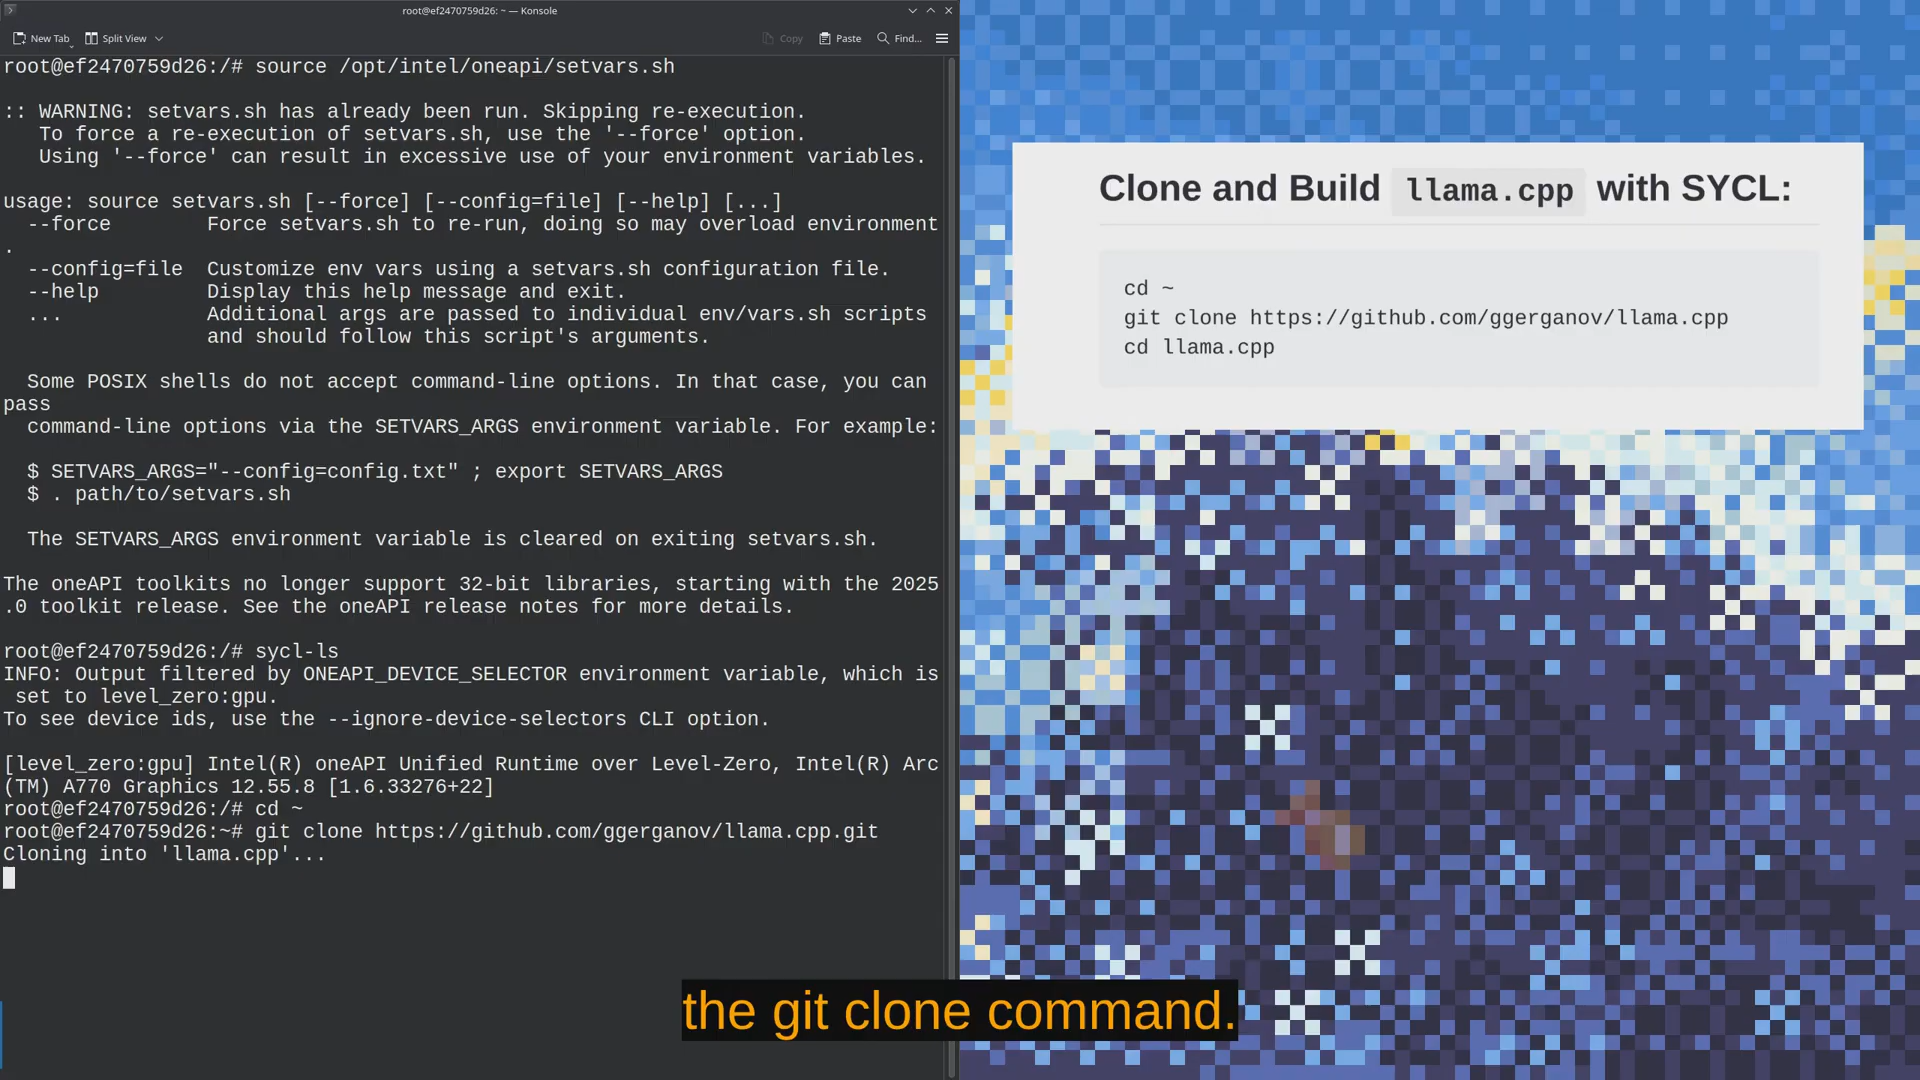 root@ef2470759d26: ~ — Konsole
New Tab
Split View
Copy
Paste
Find...
root@ef2470759d26:/# source /opt/intel/oneapi/setvars.sh
:: WARNING: setvars.sh has already been run. Skipping re-execution.
   To force a re-execution of setvars.sh, use the '--force' option.
   Using '--force' can result in excessive use of your environment variables.
usage: source setvars.sh [--force] [--config=file] [--help] [...]
  --force        Force setvars.sh to re-run, doing so may overload environment
.
  --config=file  Customize env vars using a setvars.sh configuration file.
  --help         Display this help message and exit.
  ...            Additional args are passed to individual env/vars.sh scripts
                 and should follow this script's arguments.
  Some POSIX shells do not accept command-line options. In that case, you can
pass
  command-line options via the SETVARS_ARGS environment variable. For example:
  $ SETVARS_ARGS="--config=config.txt" ; export SETVARS_ARGS
  $ . path/to/setvars.sh
  The SETVARS_ARGS environment variable is cleared on exiting setvars.sh.
The oneAPI toolkits no longer support 32-bit libraries, starting with the 2025
.0 toolkit release. See the oneAPI release notes for more details.
root@ef2470759d26:/# sycl-ls
INFO: Output filtered by ONEAPI_DEVICE_SELECTOR environment variable, which is
 set to level_zero:gpu.
To see device ids, use the --ignore-device-selectors CLI option.
[level_zero:gpu] Intel(R) oneAPI Unified Runtime over Level-Zero, Intel(R) Arc
(TM) A770 Graphics 12.55.8 [1.6.33276+22]
root@ef2470759d26:/# cd ~
root@ef2470759d26:~# git clone https://github.com/ggerganov/llama.cpp.git
Cloning into 'llama.cpp'...
Clone and Build llama.cpp with SYCL:
cd ~
git clone https://github.com/ggerganov/llama.cpp
cd llama.cpp
the git clone command.